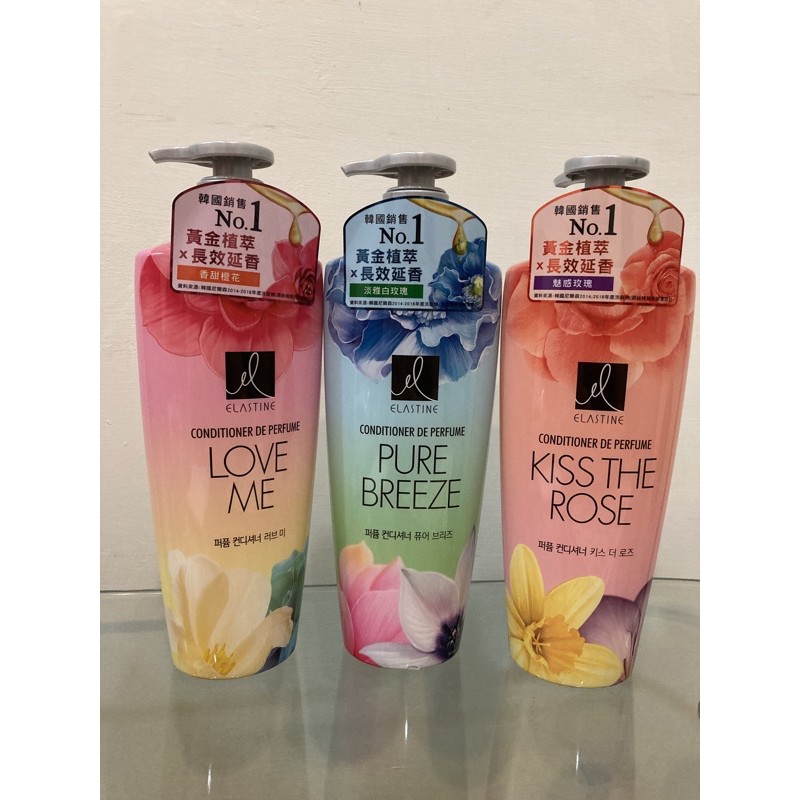 韓國銷售
No.1
黃金植萃
×長效延香
香甜橙花
el
ELASTINE
CONDITIONER DE PERFUME
LOVE
ME
퍼퓸 컨디셔너 러브 미
韓國銷售
No.1
黃金植萃
×長效延香
淡雅白玫瑰
el
ELASTINE
CONDITIONER DE PERFUME
PURE
BREEZE
퍼퓸 컨디셔너 퓨어 브리즈
韓國銷售
No.1
黃金植萃
×長效延香
魅惑玫瑰
el
ELASTINE
CONDITIONER DE PERFUME
KISS THE
ROSE
퍼퓸 컨디셔너 키스 더 로즈